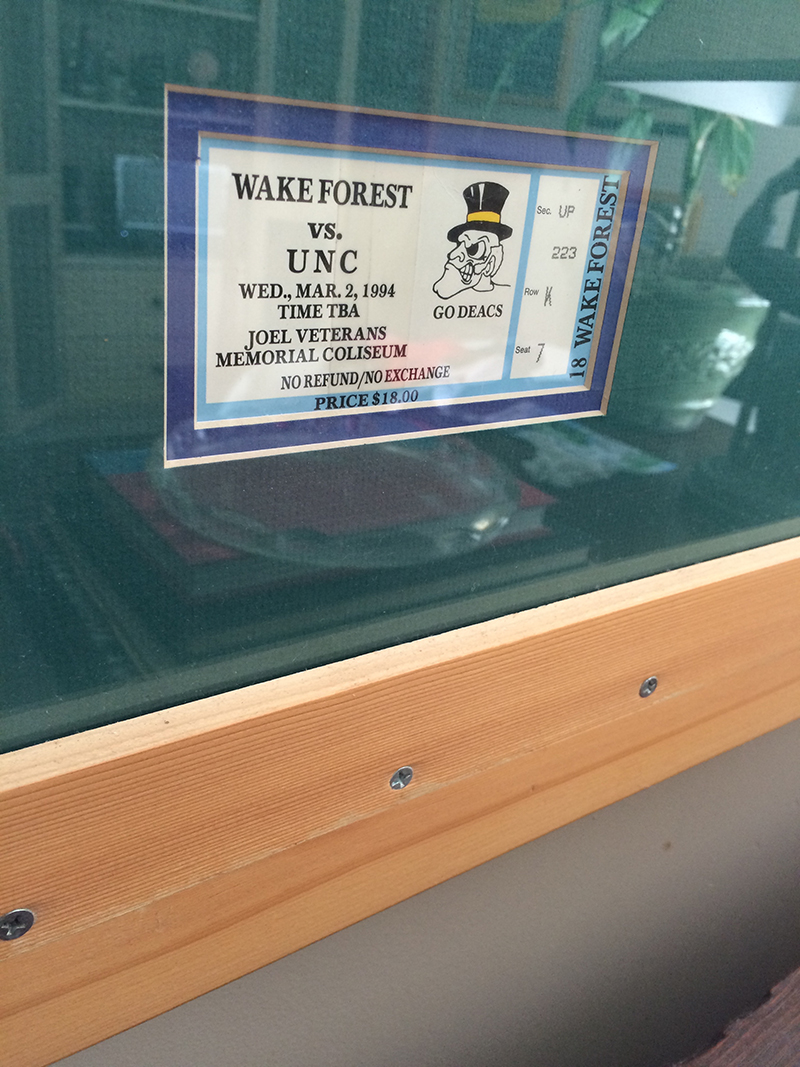 WAKE FOREST
vs.
UNC
WED., MAR. 2, 1994
TIME TBA
JOEL VETERANS
MEMORIAL COLISEUM
NO REFUND/NO EXCHANGE
PRICE $18.00
GO DEACS
Sec. UP
223
Row K
Seat 7
18 WAKE FOREST